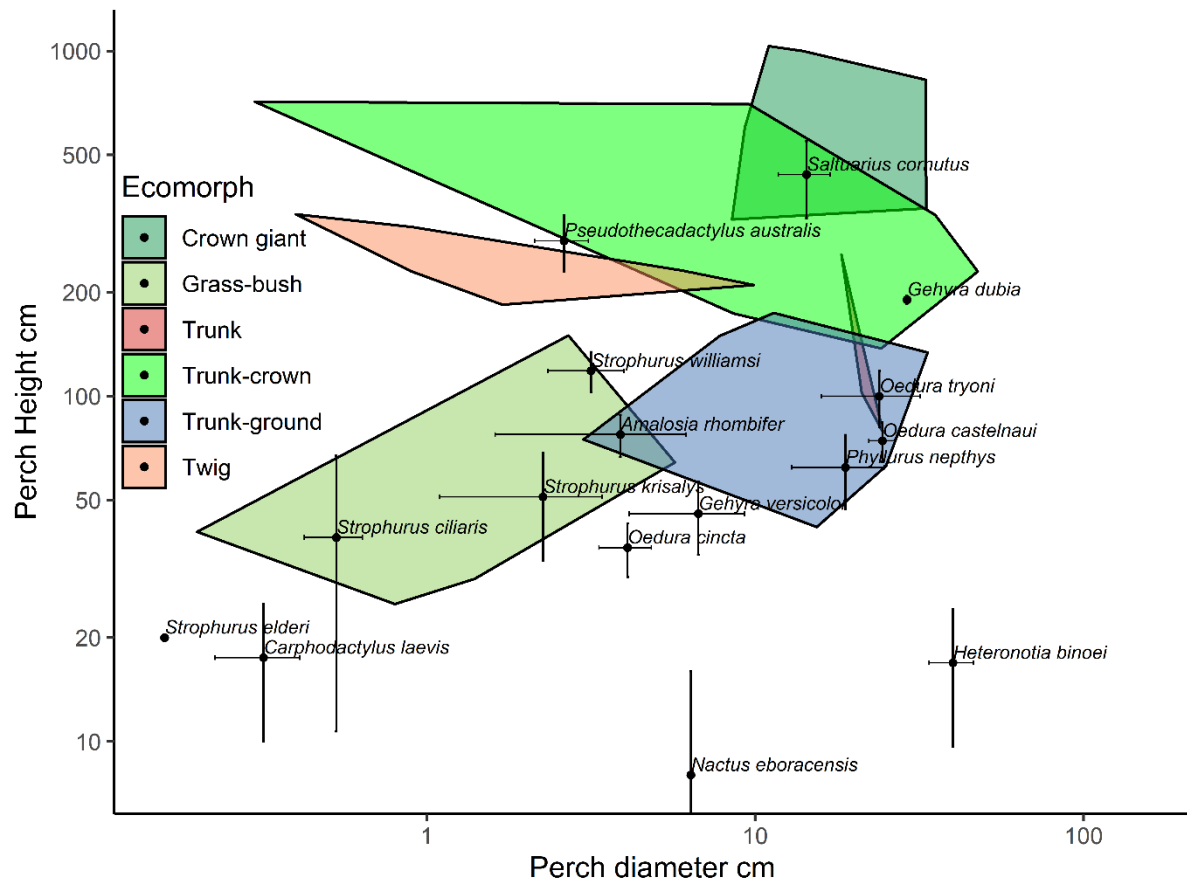 1000
500
200
100
50
20
10
Perch Height cm
Ecomorph
Crown giant
Grass-bush
Trunk
Trunk-crown
Trunk-ground
Twig
Saltuarius cornutus
Pseudothecadactylus australis
Gehyra dubia
Strophurus williamsi
Oedura tryoni
Amalosia rhombifer
Oedura castelnaui
Phyllurus nepthys
Strophurus krisalys
Gehyra versicolor
Strophurus ciliaris
Oedura cincta
Strophurus elderi
Carphodactylus laevis
Heteronotia binoei
Nactus eboracensis
1
10
100
Perch diameter cm